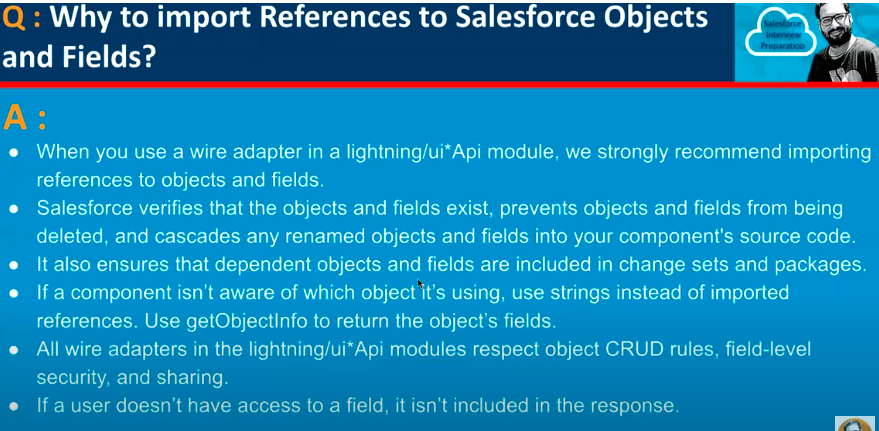 Q : Why to import References to Salesforce Objects
and Fields?
Salesforce
Interview
Preparation
A :
• When you use a wire adapter in a lightning/ui*Api module, we strongly recommend importing
references to objects and fields.
• Salesforce verifies that the objects and fields exist, prevents objects and fields from being
deleted, and cascades any renamed objects and fields into your component's source code.
• It also ensures that dependent objects and fields are included in change sets and packages.
• If a component isn't aware of which object it's using, use strings instead of imported
references. Use getObjectInfo to return the object's fields.
• All wire adapters in the lightning/ui*Api modules respect object CRUD rules, field-level
security, and sharing.
• If a user doesn't have access to a field, it isn't included in the response.